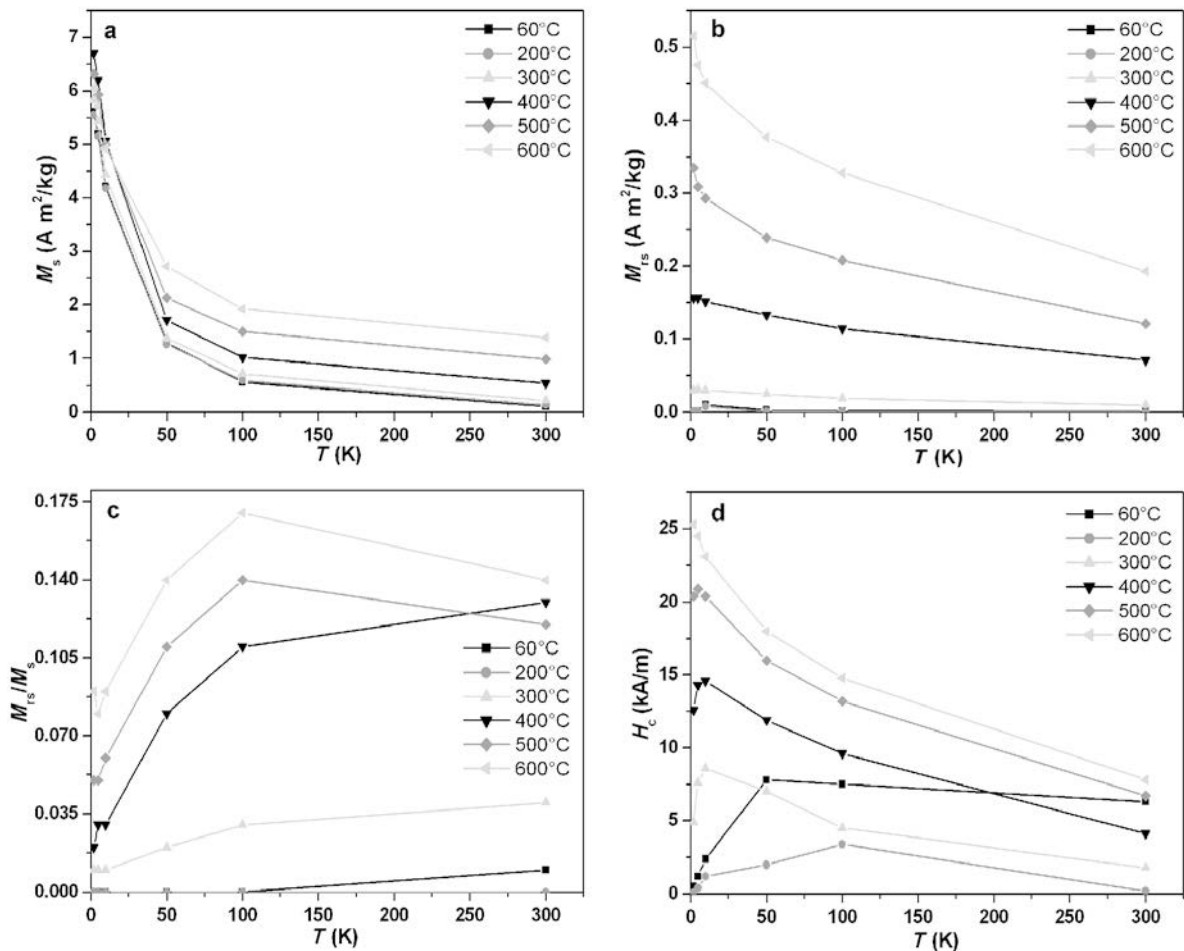 a
7
6
5
4
3
2
1
0
M_s (A m²/kg)
60°C
200°C
300°C
400°C
500°C
600°C
0 50 100 150 200 250 300
T (K)
b
0.5
0.4
0.3
0.2
0.1
0.0
M_rs (A m²/kg)
60°C
200°C
300°C
400°C
500°C
600°C
0 50 100 150 200 250 300
T (K)
c
0.175
0.140
0.105
0.070
0.035
0.000
M_rs/M_s
60°C
200°C
300°C
400°C
500°C
600°C
0 50 100 150 200 250 300
T (K)
d
25
20
15
10
5
0
H_c (kA/m)
60°C
200°C
300°C
400°C
500°C
600°C
0 50 100 150 200 250 300
T (K)